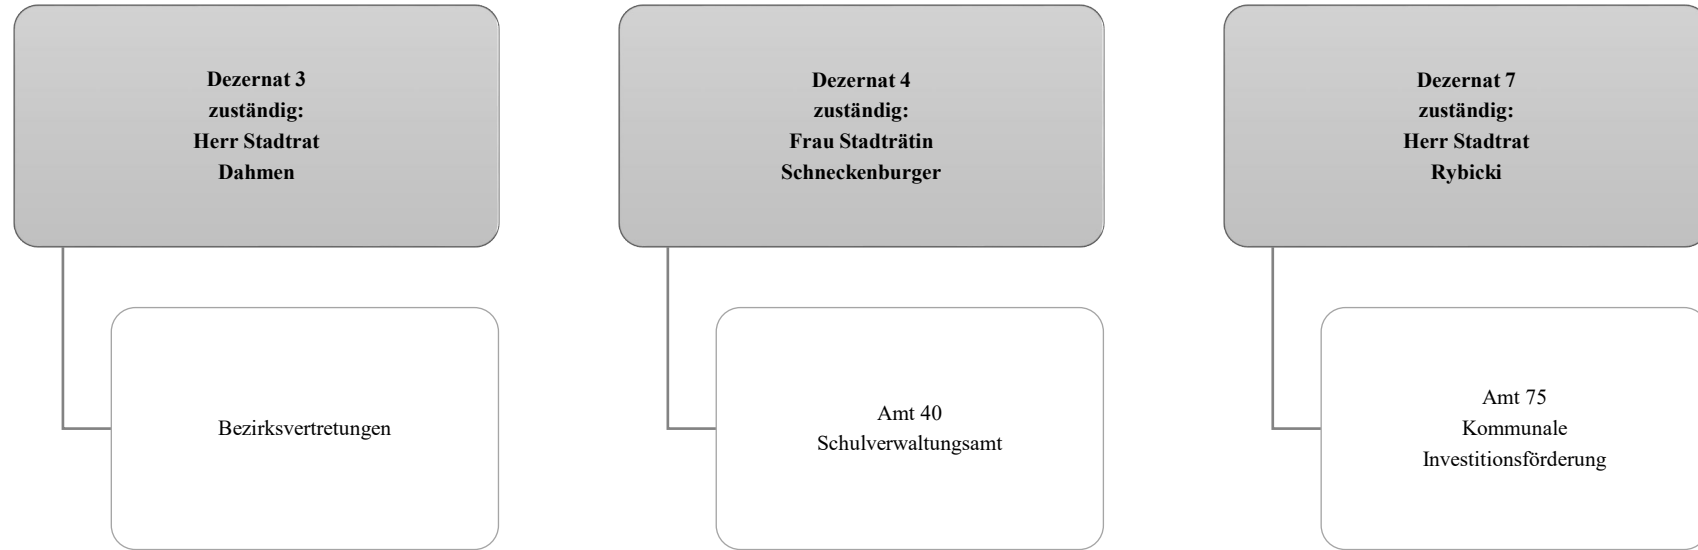 Dezernat 3
zuständig:
Herr Stadtrat
Dahmen
Bezirksvertretungen
Dezernat 4
zuständig:
Frau Stadträtin
Schneckenburger
Amt 40
Schulverwaltungsamt
Dezernat 7
zuständig:
Herr Stadtrat
Rybicki
Amt 75
Kommunale
Investitionsförderung